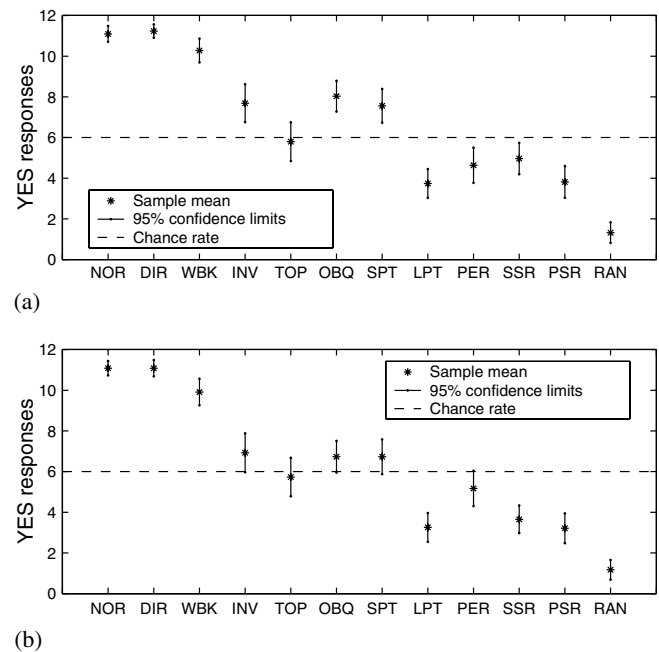 12
10
8
6
4
2
0
YES responses
Sample mean
95% confidence limits
Chance rate
NOR DIR WBK INV TOP OBQ SPT LPT PER SSR PSR RAN
(a)
12
10
8
6
4
2
0
YES responses
Sample mean
95% confidence limits
Chance rate
NOR DIR WBK INV TOP OBQ SPT LPT PER SSR PSR RAN
(b)